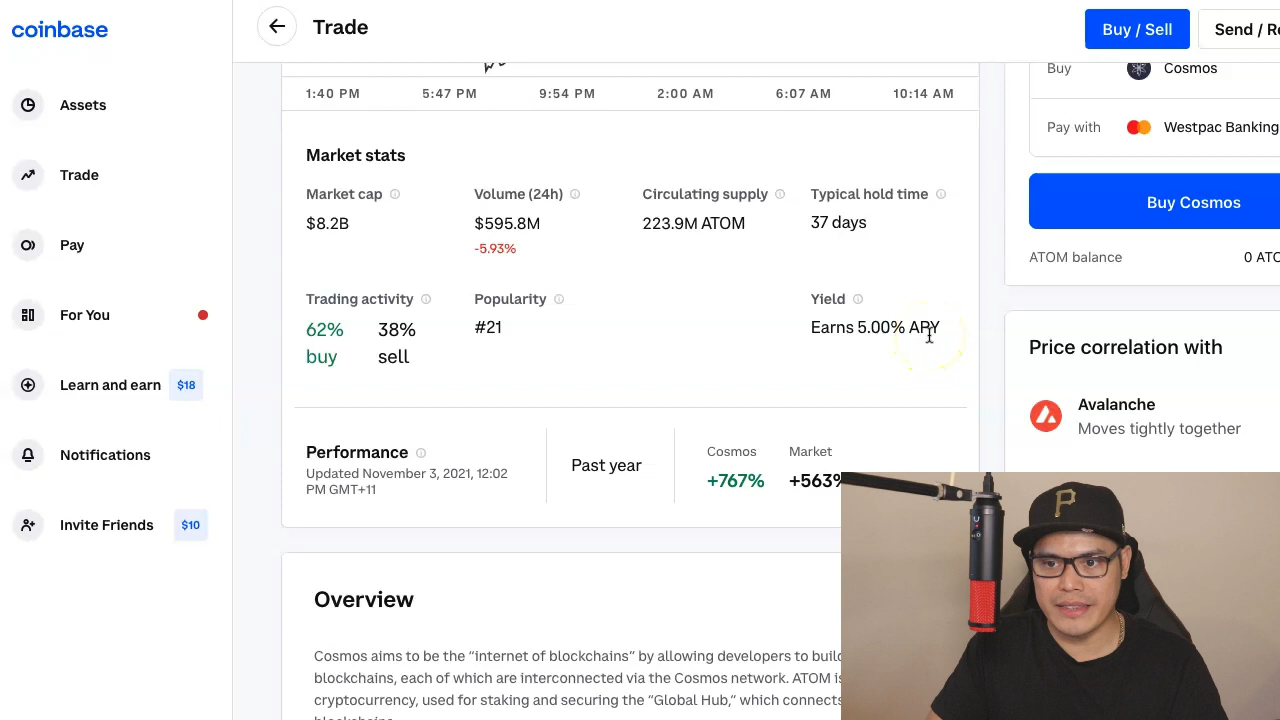 coinbase
Trade
Buy / Sell
Send / Re
Assets
Trade
Pay
For You
Learn and earn $18
Notifications
Invite Friends $10
1:40 PM 5:47 PM 9:54 PM 2:00 AM 6:07 AM 10:14 AM
Market stats
Market cap Volume (24h) Circulating supply Typical hold time
$8.2B $595.8M 223.9M ATOM 37 days
-5.93%
Trading activity Popularity Yield
62% 38% #21 Earns 5.00% APY
buy sell
Performance
Updated November 3, 2021, 12:02
PM GMT+11
Past year
Cosmos Market
+767% +563%
Overview
Cosmos aims to be the “internet of blockchains” by allowing developers to build
blockchains, each of which are interconnected via the Cosmos network. ATOM is
cryptocurrency, used for staking and securing the “Global Hub,” which connects
blockchains.
Buy Cosmos
Pay with Westpac Banking
Buy Cosmos
ATOM balance 0 ATO
Price correlation with
Avalanche
Moves tightly together
P